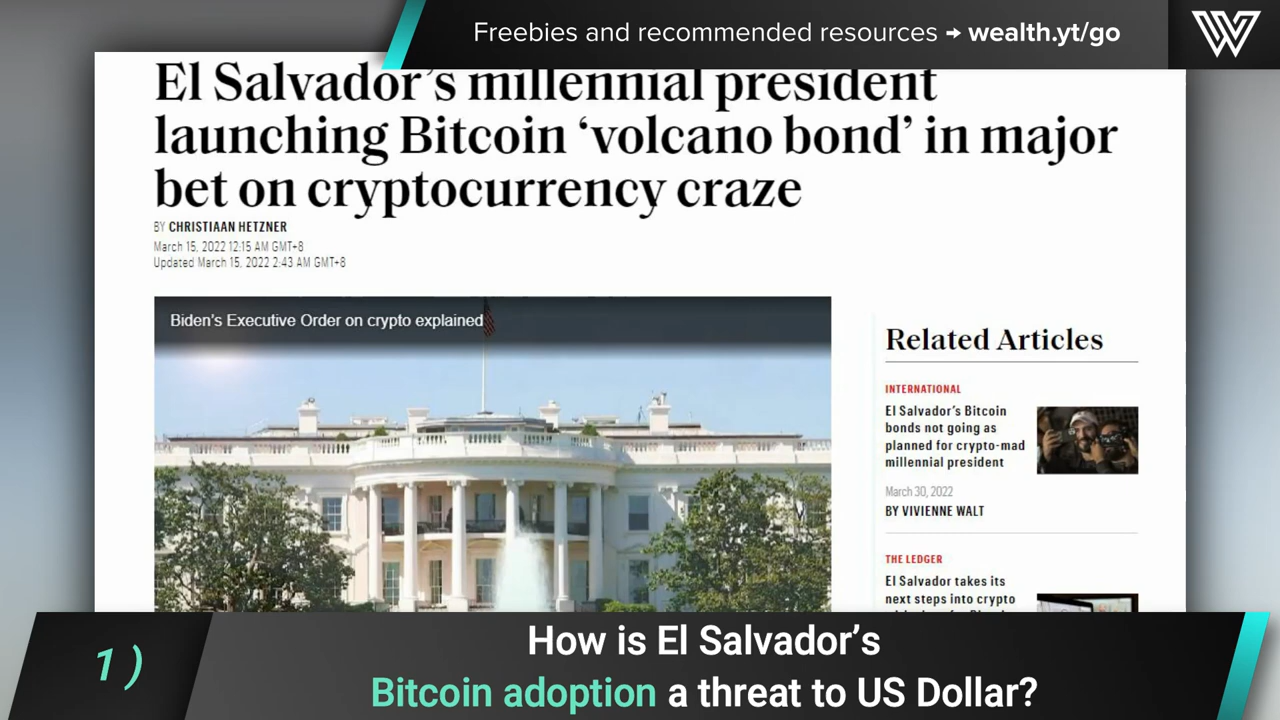 Freebies and recommended resources → wealth.yt/go
El Salvador’s millennial president
launching Bitcoin ‘volcano bond’ in major
bet on cryptocurrency craze
BY CHRISTIAAN HETZNER
March 15, 2022 12:15 AM GMT+8
Updated March 15, 2022 2:43 AM GMT+8
Biden's Executive Order on crypto explained
Related Articles
INTERNATIONAL
El Salvador's Bitcoin
bonds not going as
planned for crypto-mad
millennial president
March 30, 2022
BY VIVIENNE WALT
THE LEDGER
El Salvador takes its
next steps into crypto
1)
How is El Salvador’s
Bitcoin adoption a threat to US Dollar?